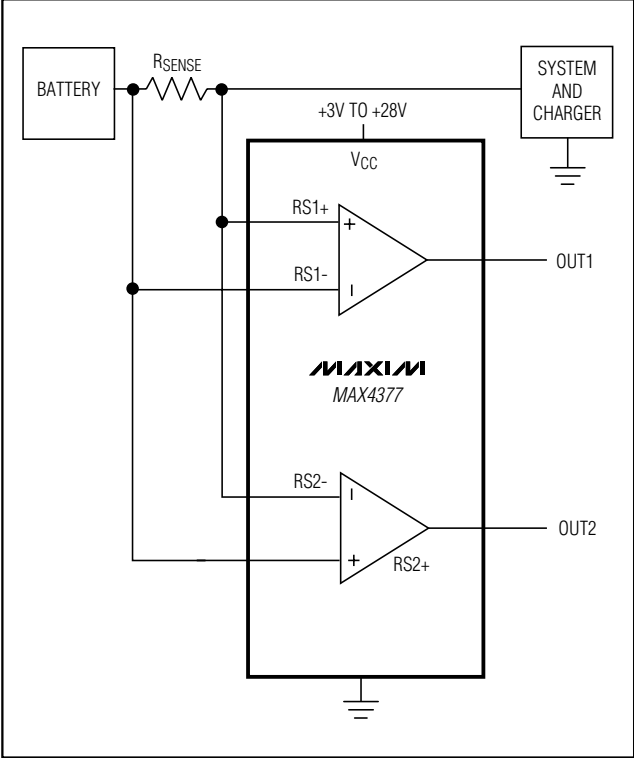 RSENSE
BATTERY
SYSTEM
AND
CHARGER
+3V TO +28V
VCC
RS1+
+
OUT1
RS1-
MAXIM
MAX4377
RS2-
OUT2
+
RS2+